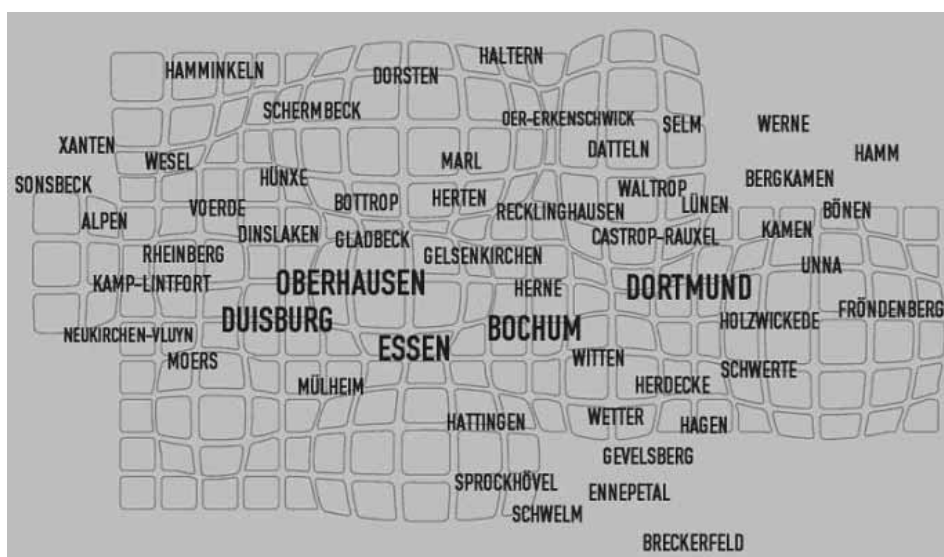 HALTERN
HAMMINKELN
DORSTEN
SCHERMBECK
OER-ERKENSCHWICK
SELM
WERNE
XANTEN
DATTELN
HAMM
WESEL
MARL
HÜNXE
BERGKAMEN
SONSBECK
WALTROP
BOTTROP
HERTEN
LÜNEN
VOERDE
RECKLINGHAUSEN
BÖNEN
ALPEN
KAMEN
DINSLAKEN
GLADBECK
CASTROP-RAUXEL
RHEINBERG
GELSENKIRCHEN
UNNA
KAMP-LINTFORT
OBERHAUSEN
HERNE
DORTMUND
FRÖNDENBERG
DUISBURG
HOLZWICKEDE
NEUKIRCHEN-VLUYN
BOCHUM
ESSEN
MOERS
WITTEN
SCHWERTE
MÜLHEIM
HERDECKE
HATTINGEN
WETTER
HAGEN
GEVELSBERG
SPROCKHÖVEL
ENNEPETAL
SCHWELM
BRECKERFELD